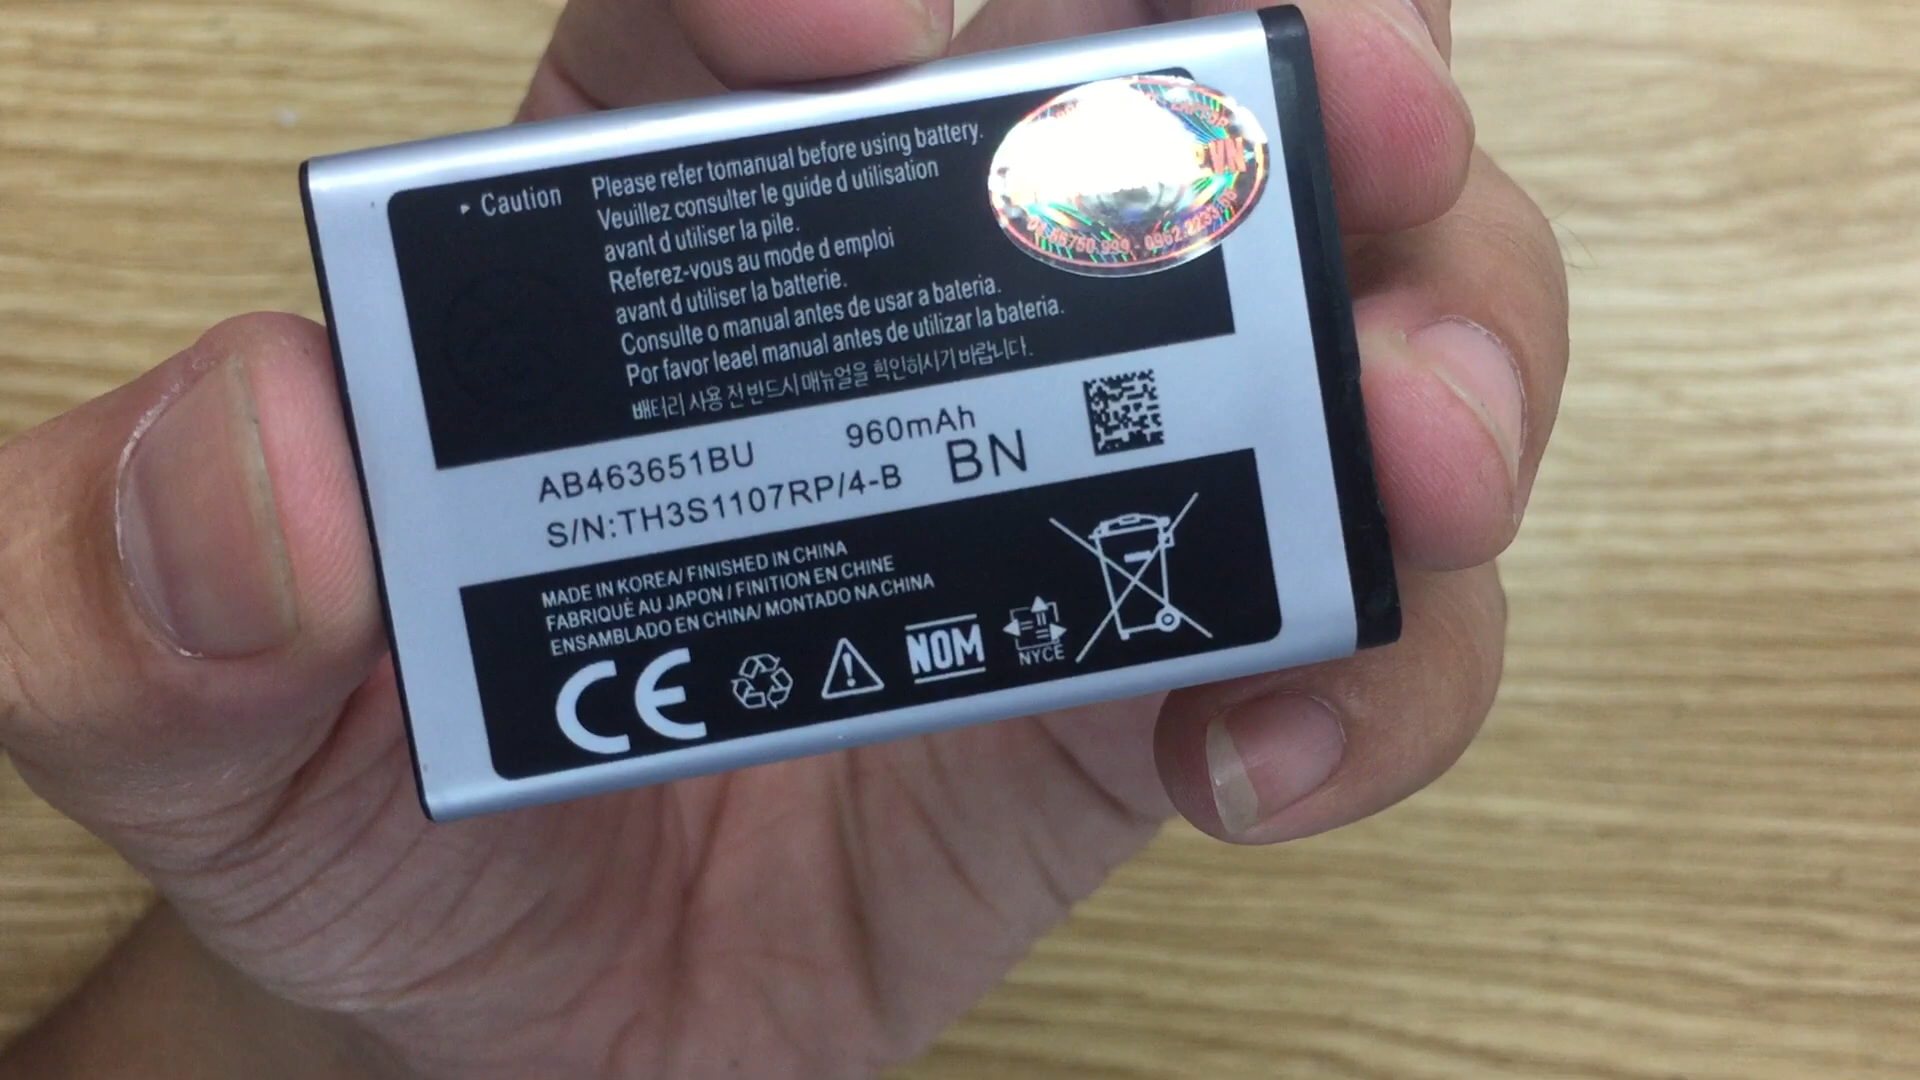 ▸ Caution
Please refer tomanual before using battery.
Veuillez consulter le guide d utilisation
avant d utiliser la pile.
Referez-vous au mode d emploi
avant d utiliser la batterie.
Consulte o manual antes de usar a bateria.
Por favor leael manual antes de utilizar la bateria.
배터리 사용 전 반드시 매뉴얼을 확인하시기 바랍니다.
AB463651BU 960mAh
S/N:TH3S1107RP/4-B BN
MADE IN KOREA/ FINISHED IN CHINA
FABRIQUÉ AU JAPON / FINITION EN CHINE
ENSAMBLADO EN CHINA/ MONTADO NA CHINA
CE
NOM
NYCE